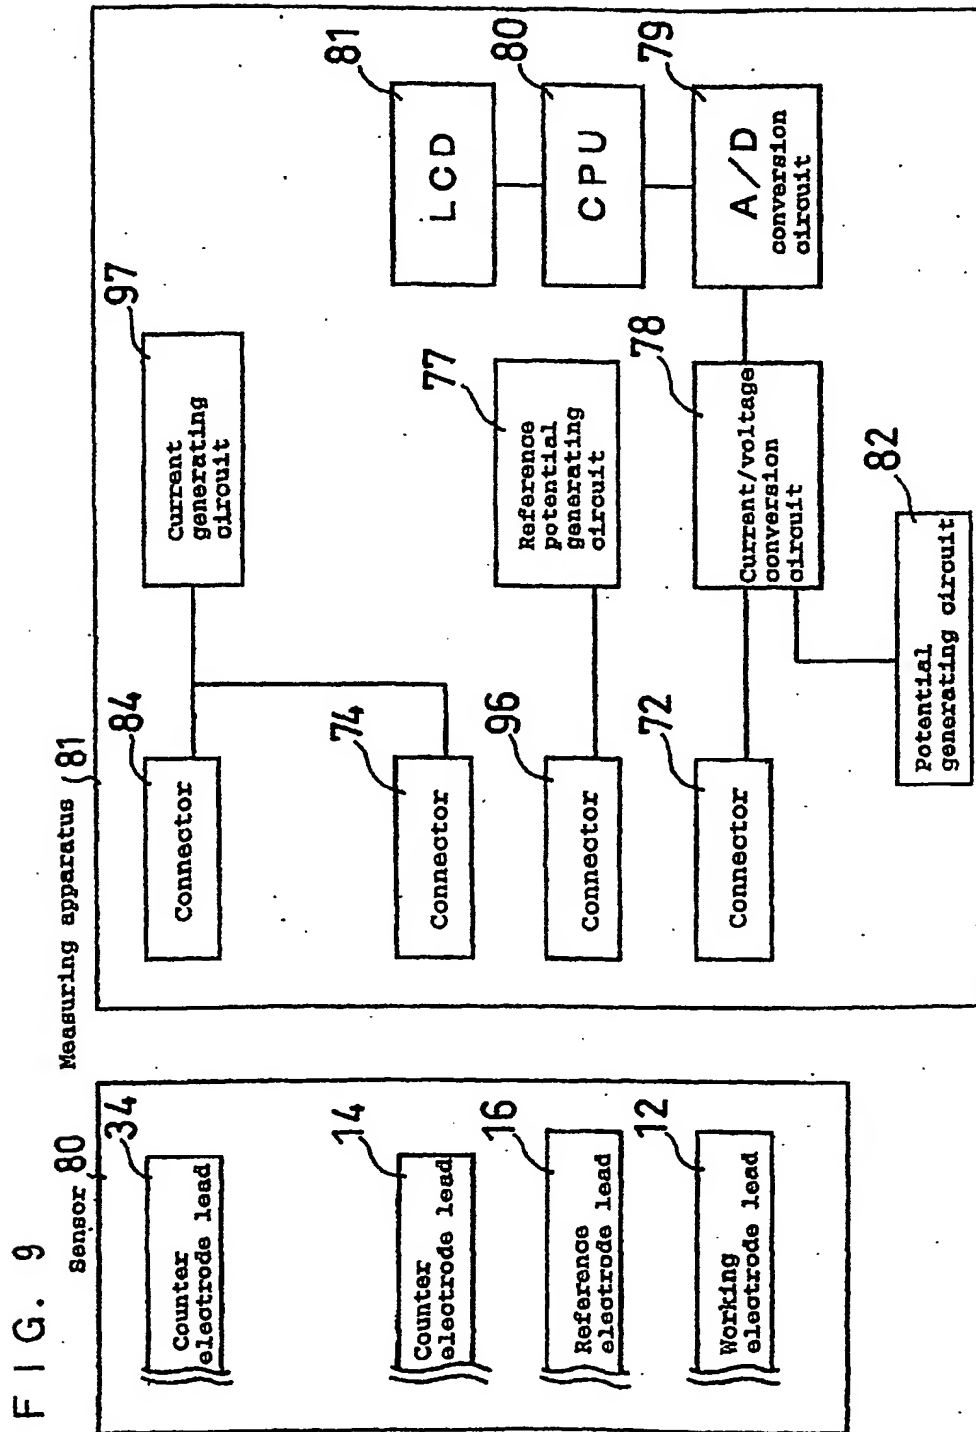 FIG. 9
Sensor 80
34
Counter
electrode lead
14
Counter
electrode lead
16
Reference
electrode lead
12
Working
electrode lead
Measuring apparatus 81
84
Connector
74
Connector
96
Connector
72
Connector
97
Current
generating
circuit
77
Reference
potential
generating
circuit
78
Current/voltage
conversion
circuit
82
Potential
generating circuit
81
LCD
80
CPU
79
A/D
conversion
circuit